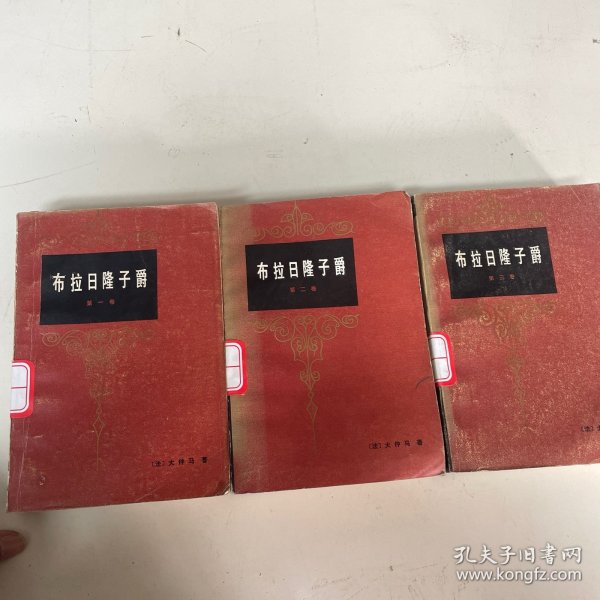 布拉日隆子爵
第一卷
〔法〕大仲马 著
布拉日隆子爵
第二卷
〔法〕大仲马 著
布拉日隆子爵
第三卷
〔法〕大
孔夫子旧书网
www.kongfz.com